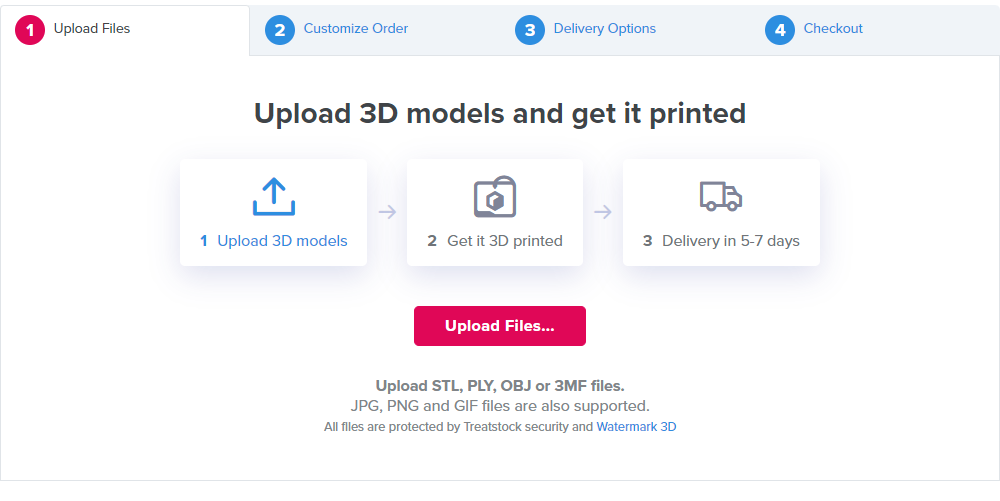 1 Upload Files
2 Customize Order
3 Delivery Options
4 Checkout
Upload 3D models and get it printed
1 Upload 3D models
2 Get it 3D printed
3 Delivery in 5-7 days
Upload Files...
Upload STL, PLY, OBJ or 3MF files.
JPG, PNG and GIF files are also supported.
All files are protected by Treatstock security and Watermark 3D